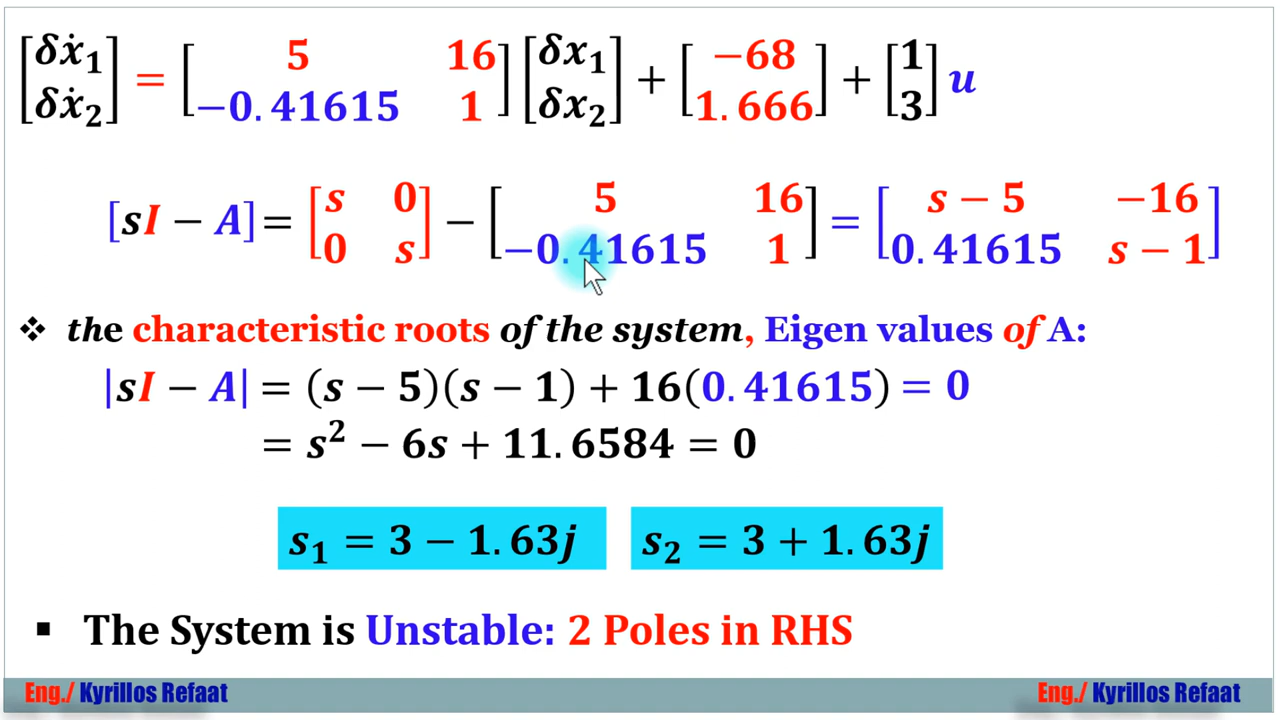 [δẋ₁ δẋ₂] = [5 16 −0.41615 1] [δx₁ δx₂] + [−68 1.666] + [1 3] u
[sI − A] = [s 0 0 s] − [5 16 −0.41615 1] = [s − 5 −16 0.41615 s − 1]
❖ the characteristic roots of the system, Eigen values of A:
|sI − A| = (s − 5)(s − 1) + 16(0.41615) = 0
= s² − 6s + 11.6584 = 0
s₁ = 3 − 1.63j s₂ = 3 + 1.63j
▪ The System is Unstable: 2 Poles in RHS
Eng./ Kyrillos Refaat Eng./ Kyrillos Refaat